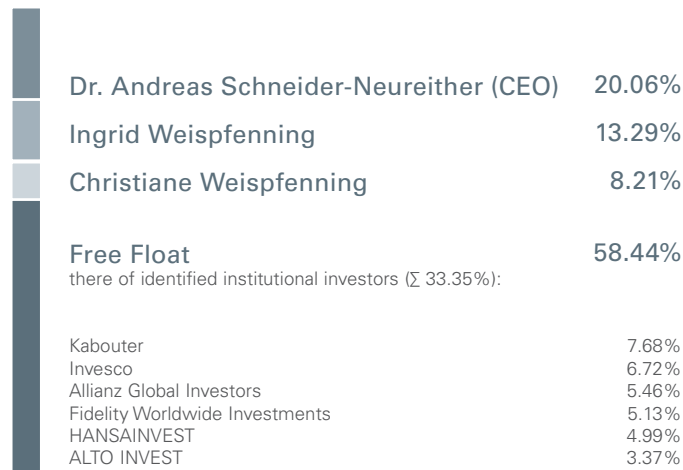 Dr. Andreas Schneider-Neureither (CEO) 20.06%
Ingrid Weispfenning 13.29%
Christiane Weispfenning 8.21%
Free Float 58.44%
there of identified institutional investors (∑ 33.35%):
Kabouter 7.68%
Invesco 6.72%
Allianz Global Investors 5.46%
Fidelity Worldwide Investments 5.13%
HANSAINVEST 4.99%
ALTO INVEST 3.37%